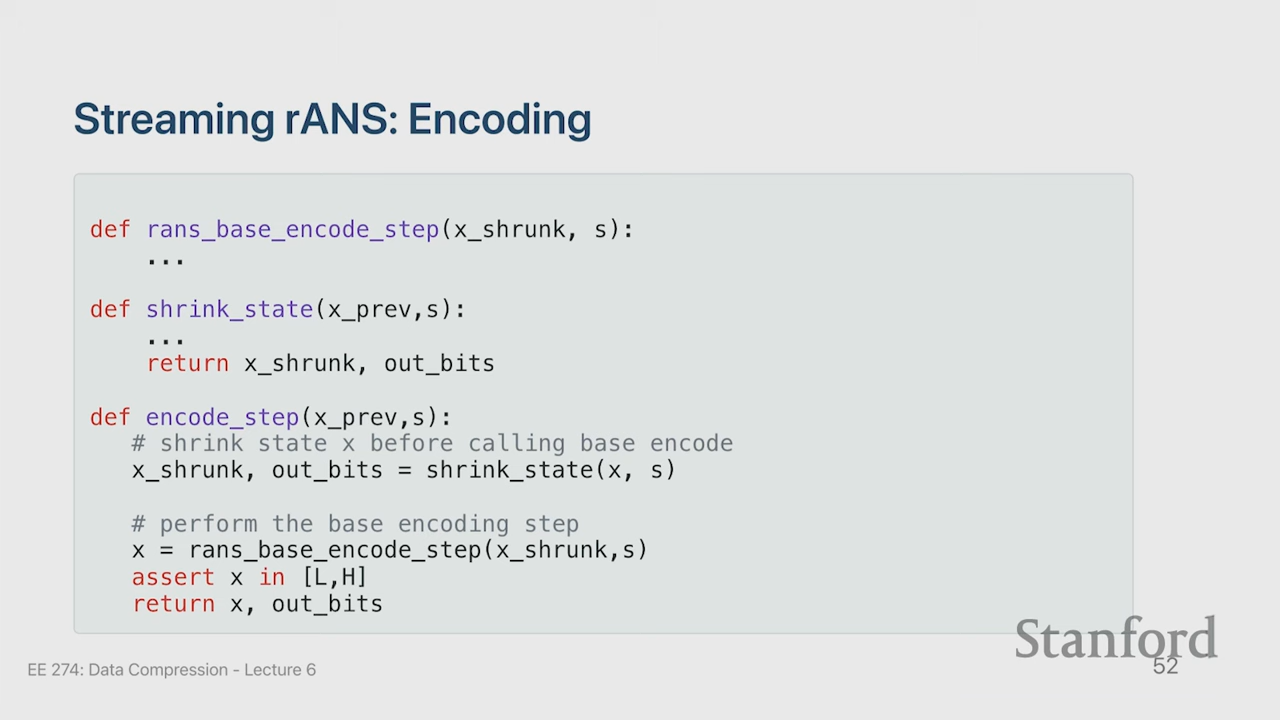 Streaming rANS: Encoding
def rans_base_encode_step(x_shrunk, s):
    ...
def shrink_state(x_prev,s):
    ...
    return x_shrunk, out_bits
def encode_step(x_prev,s):
   # shrink state x before calling base encode
   x_shrunk, out_bits = shrink_state(x, s)
   # perform the base encoding step
   x = rans_base_encode_step(x_shrunk,s)
   assert x in [L,H]
   return x, out_bits
Stanford
EE 274: Data Compression - Lecture 6
52